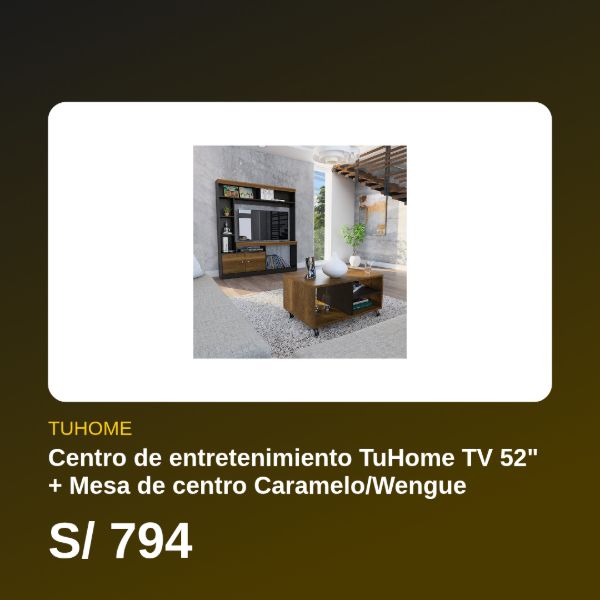 TUHOME
Centro de entretenimiento TuHome TV 52"
+ Mesa de centro Caramelo/Wengue
S/ 794